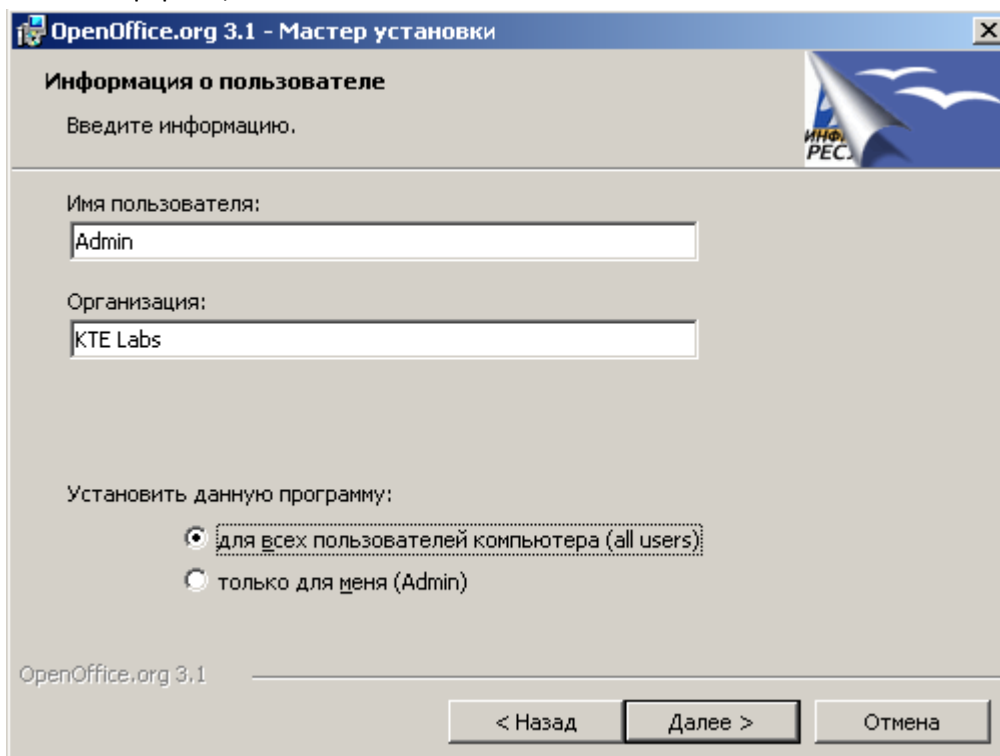 OpenOffice.org 3.1 - Мастер установки
Информация о пользователе
Введите информацию.
Имя пользователя:
Admin
Организация:
KTE Labs
Установить данную программу:
для всех пользователей компьютера (all users)
только для меня (Admin)
OpenOffice.org 3.1
< Назад Далее > Отмена